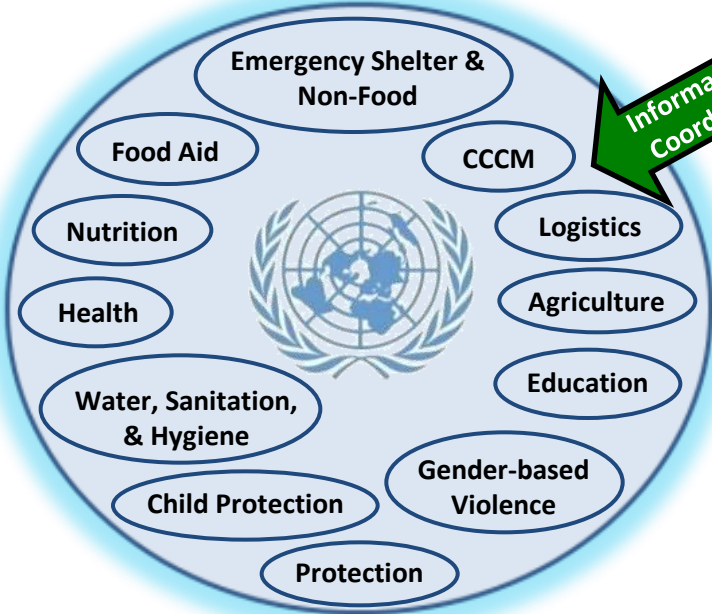 Emergency Shelter &
Non-Food
Food Aid
CCCM
Nutrition
Logistics
Health
Agriculture
Education
Water, Sanitation,
& Hygiene
Gender-based
Violence
Child Protection
Protection